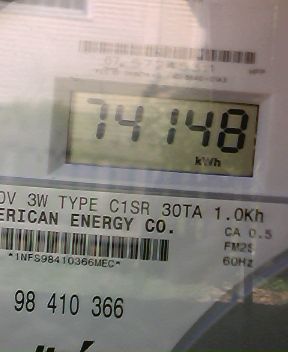 74148
kWh
0V 3W TYPE C1SR 30TA 1.0Kh
ERICAN ENERGY CO.
CA 0.5
FM2S
*1NFS98410366MEC*
60Hz
98 410 366